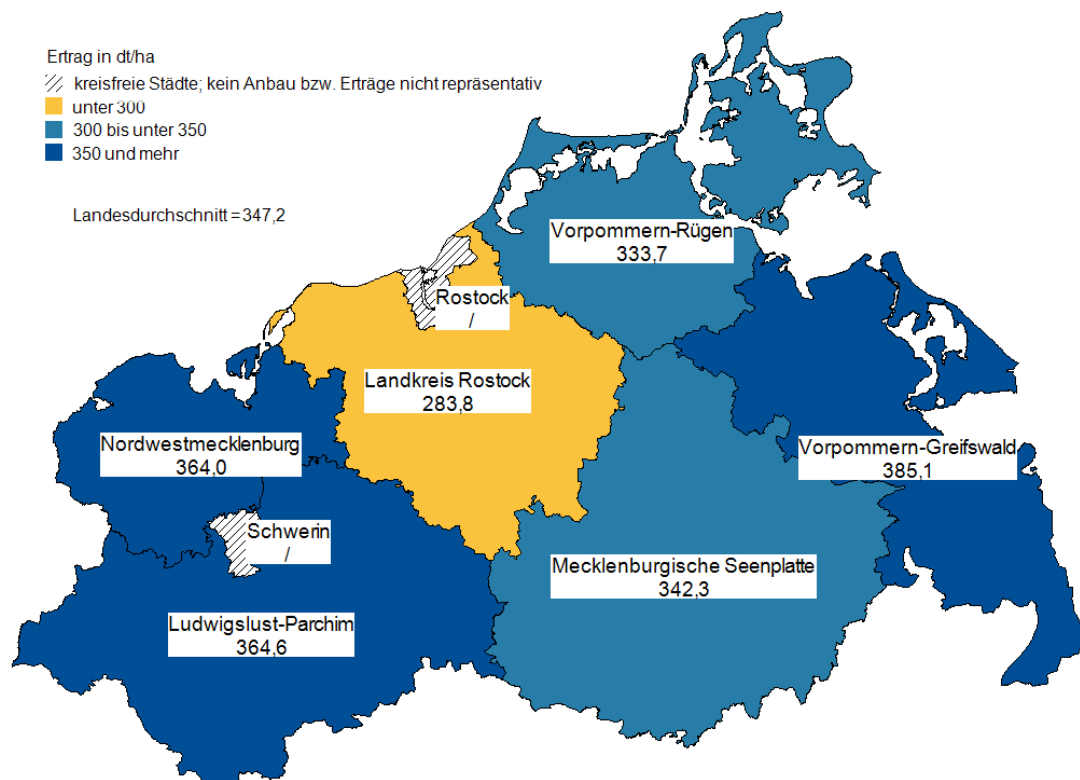 Ertrag in dt/ha
kreisfreie Städte; kein Anbau bzw. Erträge nicht repräsentativ
unter 300
300 bis unter 350
350 und mehr
Landesdurchschnitt = 347,2
Vorpommern-Rügen
333,7
Rostock
/
Landkreis Rostock
283,8
Nordwestmecklenburg
364,0
Vorpommern-Greifswald
385,1
Schwerin
/
Mecklenburgische Seenplatte
342,3
Ludwigslust-Parchim
364,6